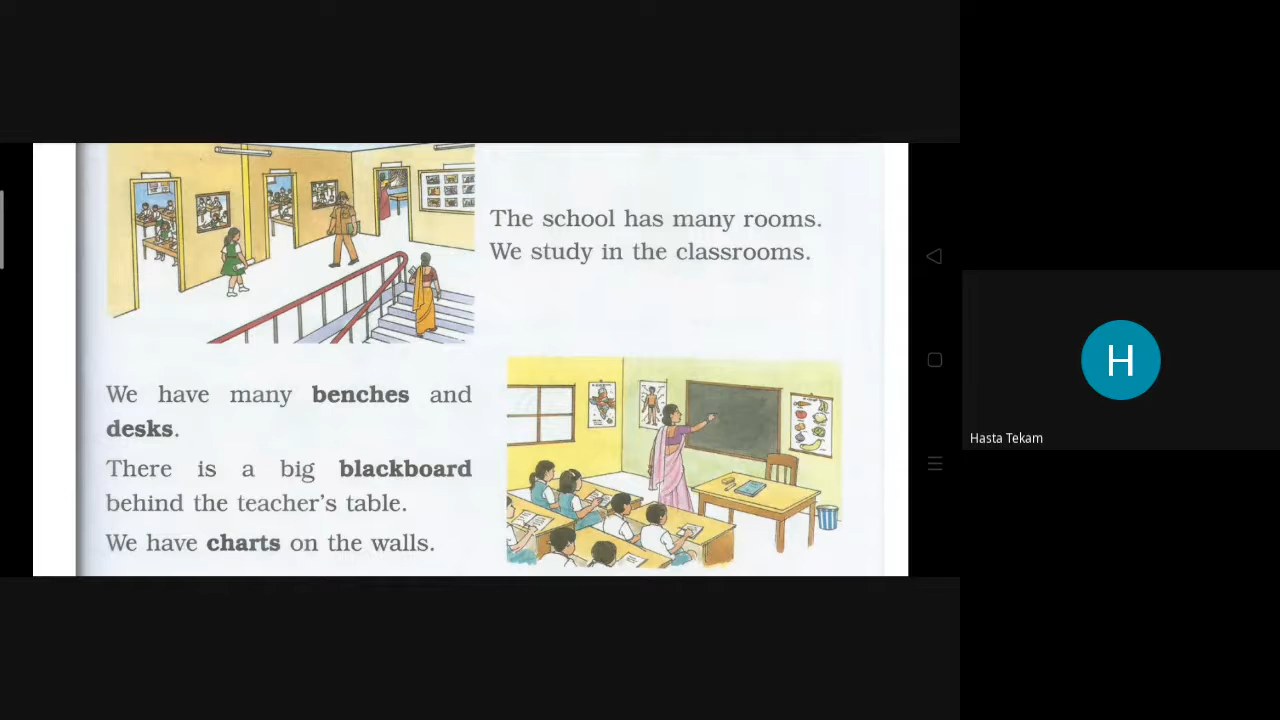 The school has many rooms.
We study in the classrooms.
We have many benches and
desks.
There is a big blackboard
behind the teacher's table.
We have charts on the walls.
H
Hasta Tekam